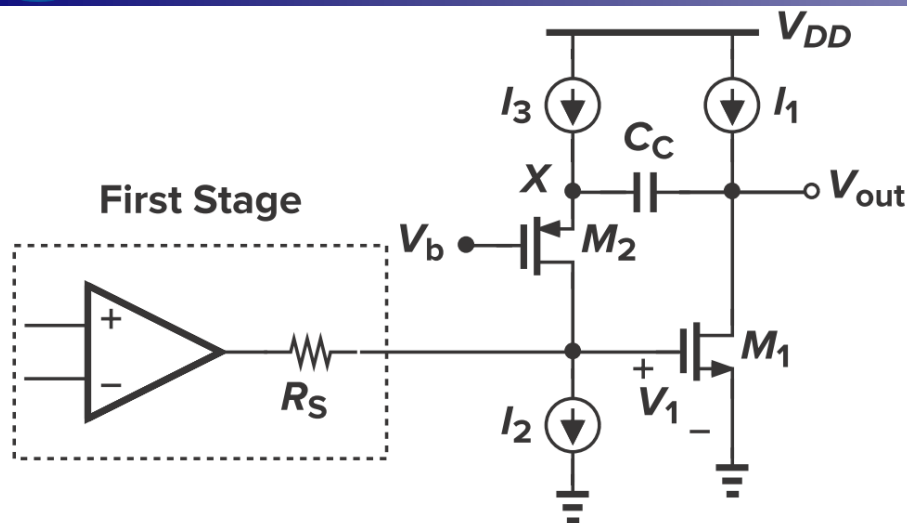 V_DD
I_3
I_1
C_C
X
V_out
First Stage
V_b
M_2
+
−
R_S
+
V_1
−
M_1
I_2